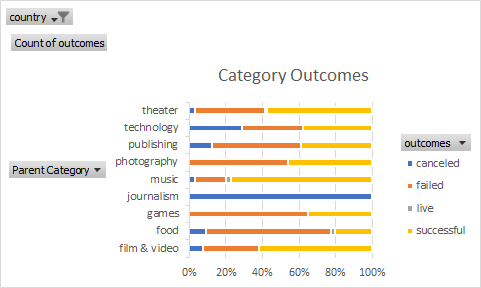 country
Count of outcomes
Category Outcomes
theater
technology
publishing
photography
music
journalism
games
food
film & video
0% 20% 40% 60% 80% 100%
Parent Category
outcomes
canceled
failed
live
successful